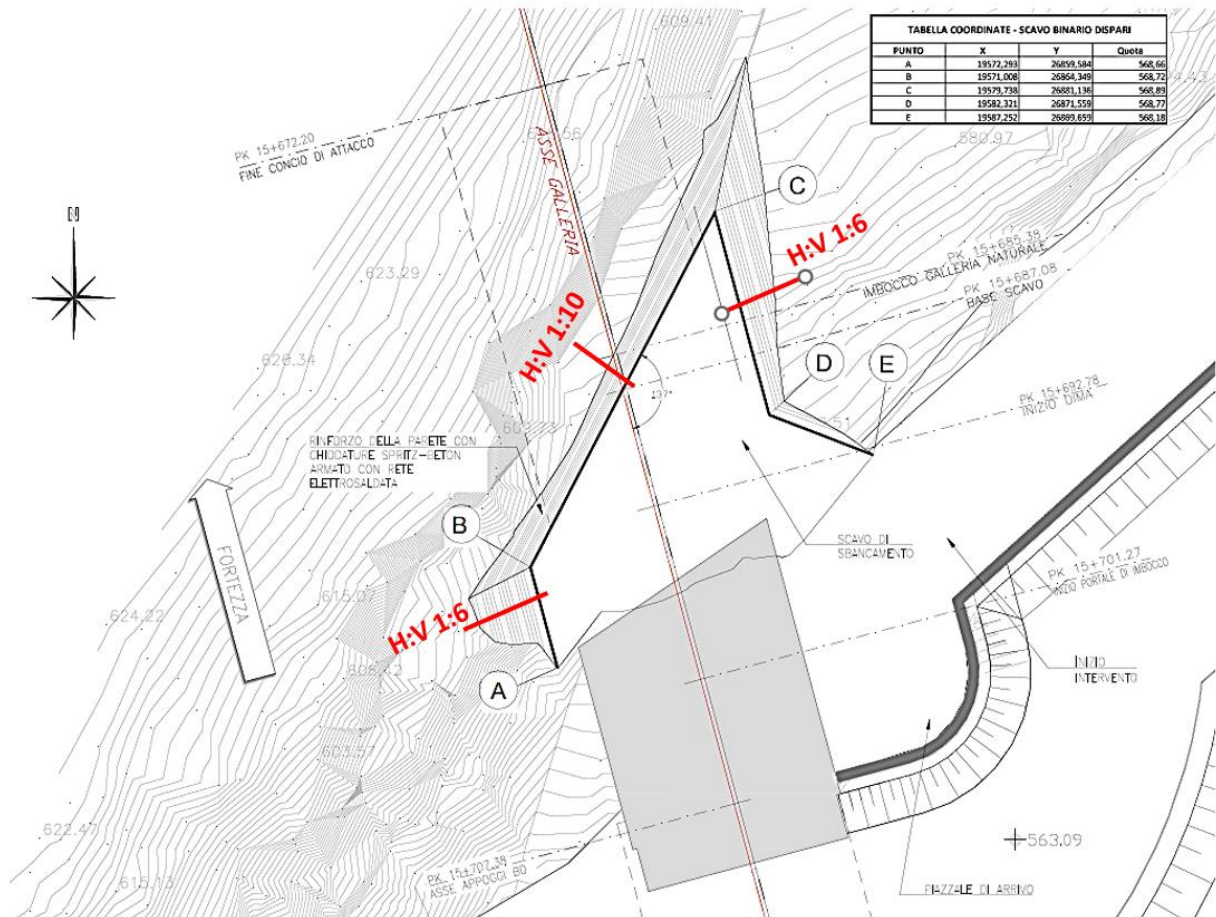 TABELLA COORDINATE - SCAVO BINARIO DISPARI
PUNTO X Y Quota
A 19572,293 26859,584 568,66
B 19571,008 26864,349 568,72
C 19579,738 26881,136 568,89
D 19582,321 26871,559 568,77
E 19587,252 26869,659 568,18
609.41
580.97
PK 15+672.20
FINE CONCIO DI ATTACCO
ASSE GALLERIA
N
C
H:V 1:6
PK 15+685.38
IMBOCCO GALLERIA NATURALE
PK 15+687.08
BASE SCAVO
623.29
H:V 1:10
D
E
PK 15+692.78
INIZIO DIMA
RINFORZO DELLA PARETE CON
CHIODATURE SPRITZ-BETON
ARMATO CON RETE
ELETTROSALDATA
B
FORTEZZA
SCAVO DI
SBANCAMENTO
PK 15+701.27
INIZIO PORTALE DI IMBOCCO
615.07
624.22
H:V 1:6
A
INIZIO
INTERVENTO
603.57
622.47
563.09
PK 15+702.38
ASSE APPOGGI BD
615.13
PIAZZALE DI ARRIVO